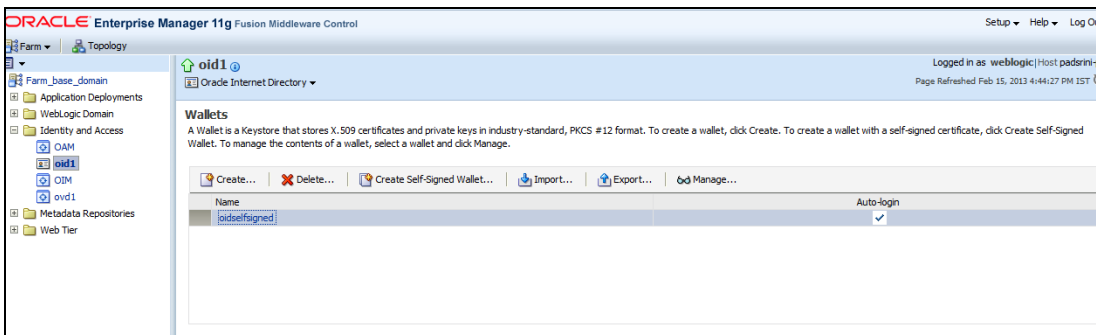 ORACLE Enterprise Manager 11g Fusion Middleware Control
Setup Help Log
Farm Topology
Farm_base_domain
Application Deployments
WebLogic Domain
Identity and Access
OAM
oid1
OIM
ovd1
Metadata Repositories
Web Tier
oid1
Logged in as weblogic|Host padsrini-
Oracle Internet Directory
Page Refreshed Feb 15, 2013 4:44:27 PM IST
Wallets
A Wallet is a Keystore that stores X.509 certificates and private keys in industry-standard, PKCS #12 format. To create a wallet, click Create. To create a wallet with a self-signed certificate, click Create Self-Signed
Wallet. To manage the contents of a wallet, select a wallet and click Manage.
Create... Delete... Create Self-Signed Wallet... Import... Export... Manage...
Name Auto-login
oidselfsigned